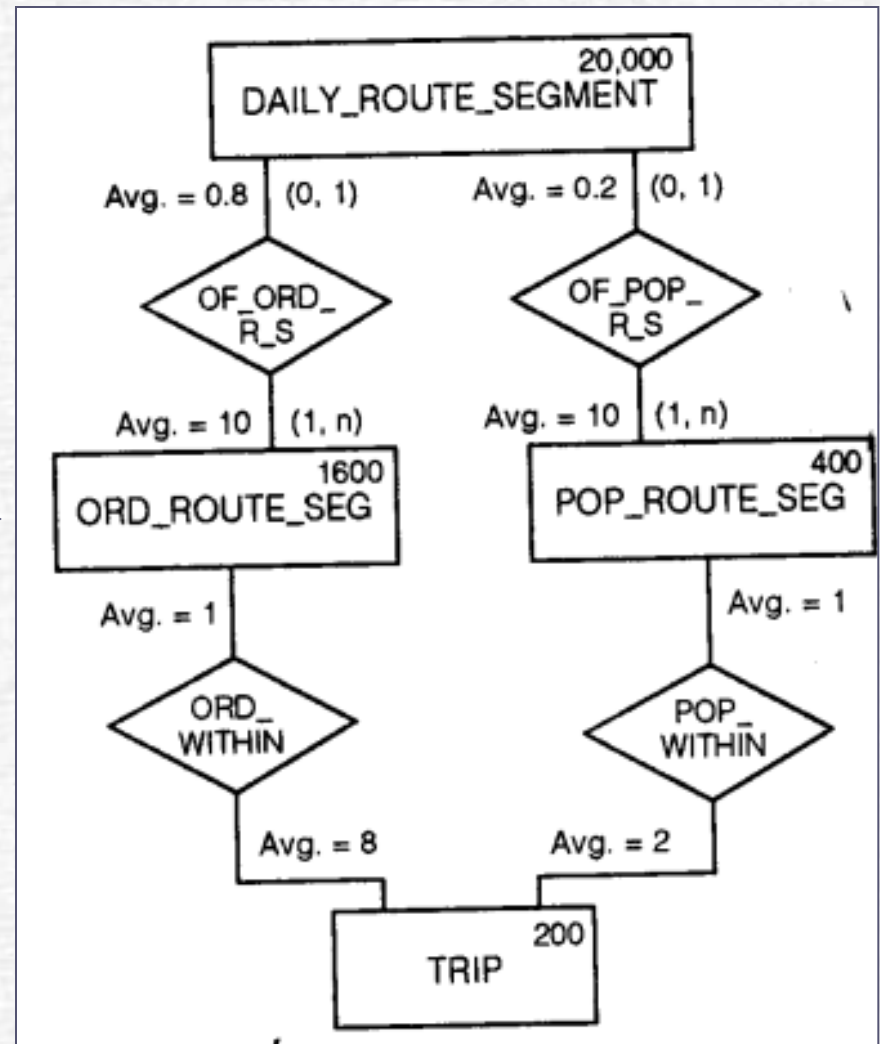 20,000
DAILY_ROUTE_SEGMENT
Avg. = 0.8 (0, 1)
Avg. = 0.2 (0, 1)
OF_ORD_
R_S
OF_POP_
R_S
Avg. = 10 (1, n)
Avg. = 10 (1, n)
1600
ORD_ROUTE_SEG
400
POP_ROUTE_SEG
Avg. = 1
Avg. = 1
ORD_
WITHIN
POP_
WITHIN
Avg. = 8
Avg. = 2
200
TRIP